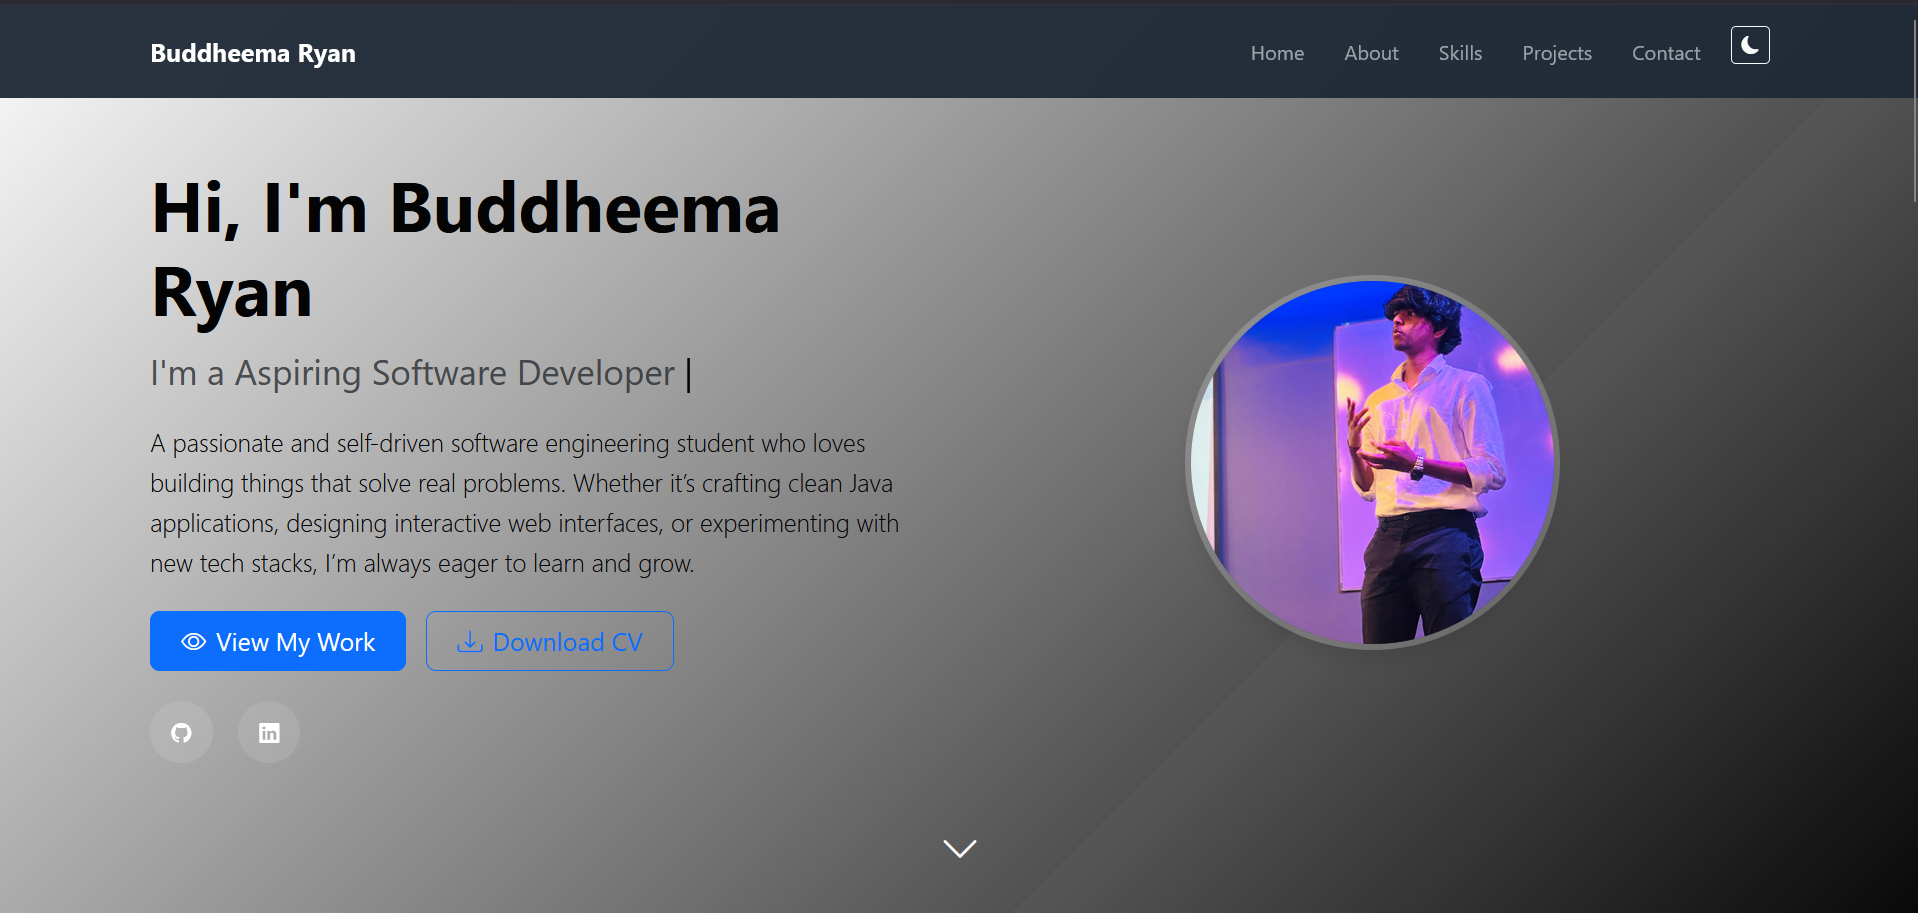 Buddheema Ryan
Home About Skills Projects Contact
Hi, I'm Buddheema
Ryan
I'm a Aspiring Software Developer |
A passionate and self-driven software engineering student who loves
building things that solve real problems. Whether it’s crafting clean Java
applications, designing interactive web interfaces, or experimenting with
new tech stacks, I’m always eager to learn and grow.
View My Work Download CV
in